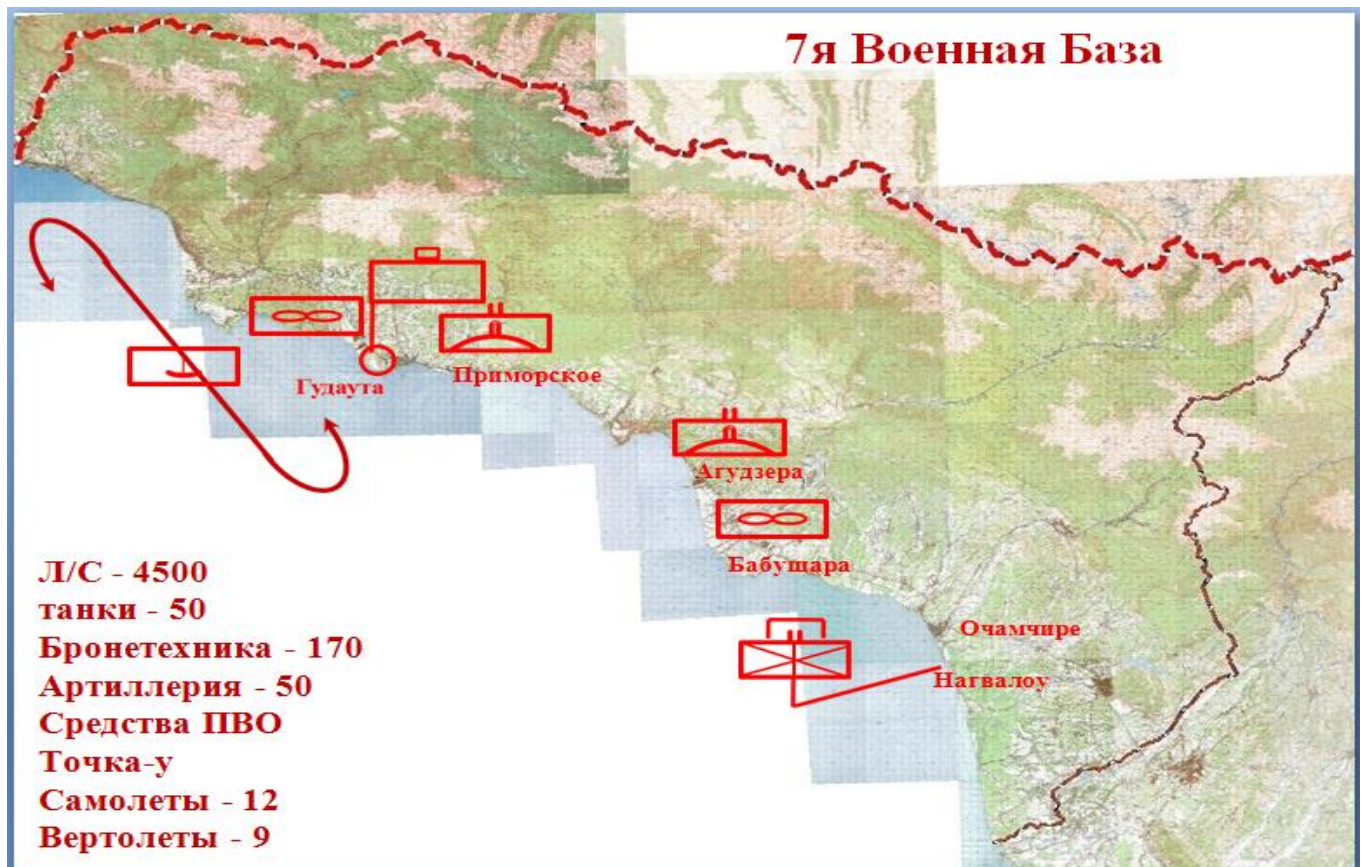 7я Военная База
Гудаута
Приморское
Агудзера
Бабущара
Очамчире
Нагвалоу
Л/С - 4500
танки - 50
Бронетехника - 170
Артиллерия - 50
Средства ПВО
Точка-у
Самолеты - 12
Вертолеты - 9